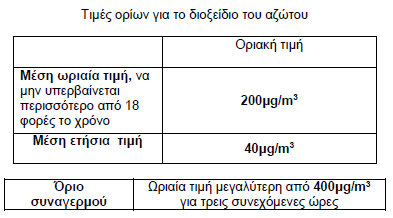 Τιμές ορίων για το διοξείδιο του αζώτου
Οριακή τιμή
Μέση ωριαία τιμή, να
μην υπερβαίνεται
περισσότερο από 18
φορές το χρόνο
200μg/m³
Μέση ετήσια τιμή
40μg/m³
Όριο
συναγερμού
Ωριαία τιμή μεγαλύτερη από 400μg/m³
για τρεις συνεχόμενες ώρες